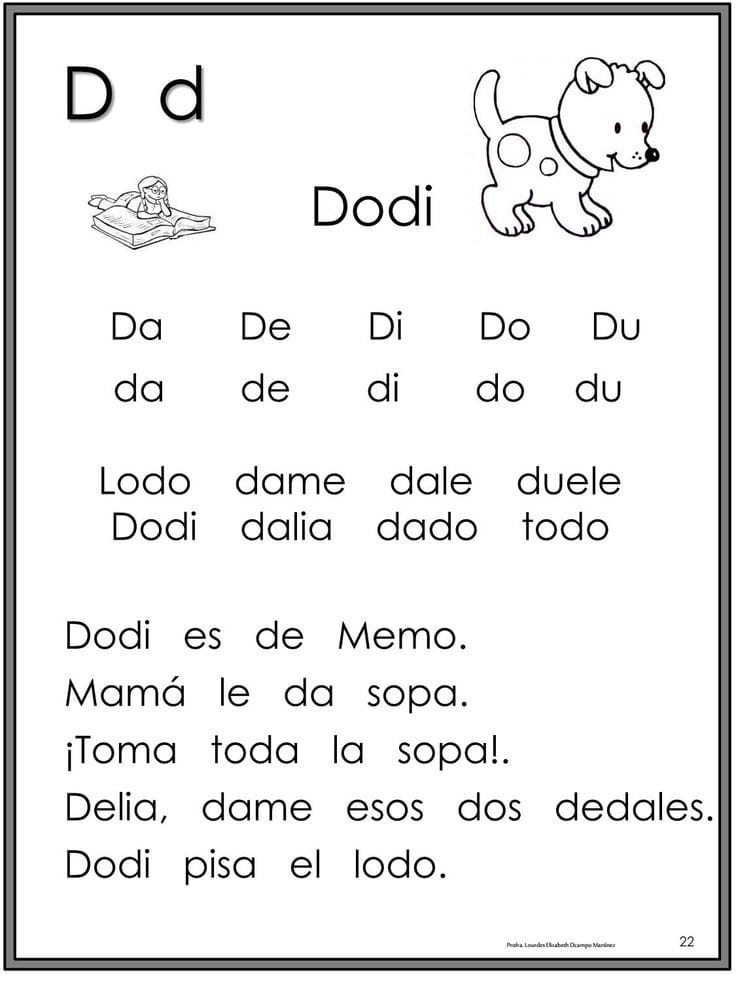 D d
Dodi
Da De Di Do Du
da de di do du
Lodo dame dale duele
Dodi dalia dado todo
Dodi es de Memo.
Mamá le da sopa.
¡Toma toda la sopa!.
Delia, dame esos dos dedales.
Dodi pisa el lodo.
Profra. Lourdes Elizabeth Ocampo Martínez
22